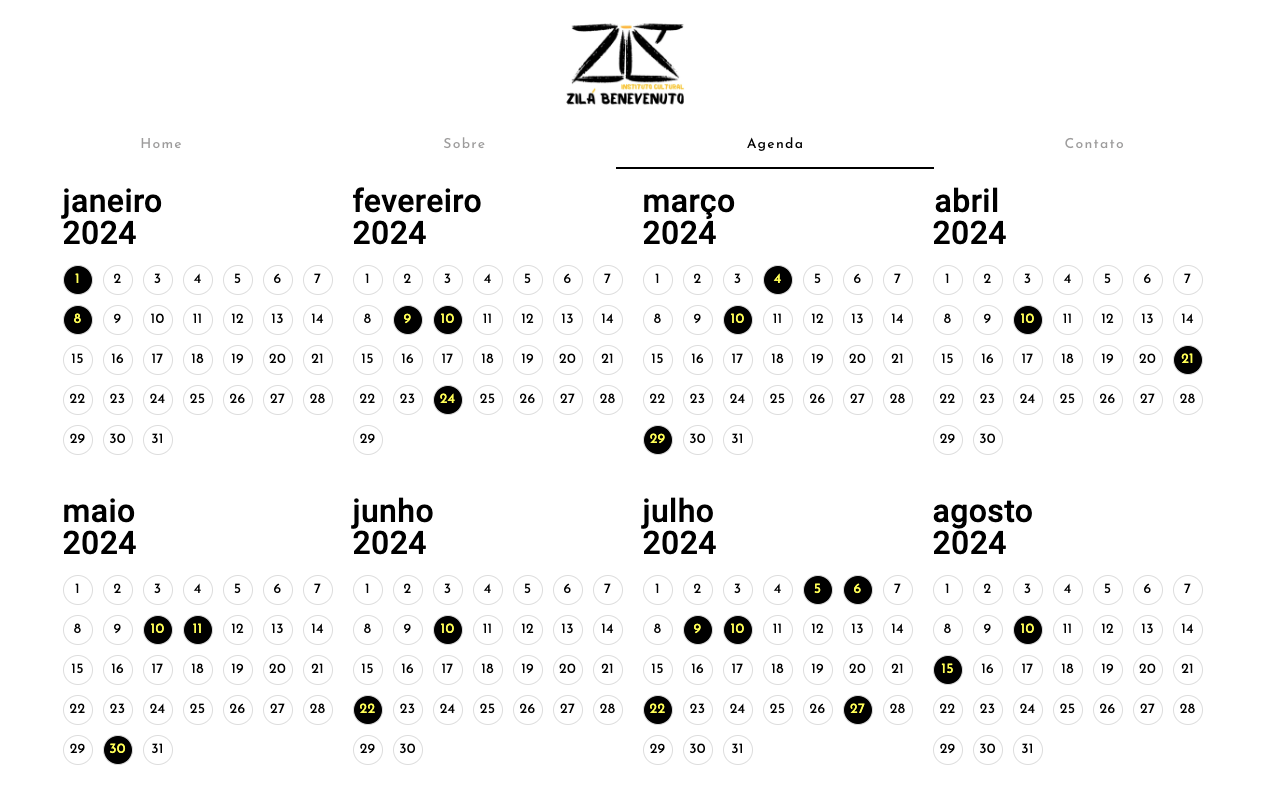 INSTITUTO CULTURAL
ZILÁ BENEVENUTO
Home Sobre Agenda Contato
janeiro
2024
1 2 3 4 5 6 7
8 9 10 11 12 13 14
15 16 17 18 19 20 21
22 23 24 25 26 27 28
29 30 31
fevereiro
2024
1 2 3 4 5 6 7
8 9 10 11 12 13 14
15 16 17 18 19 20 21
22 23 24 25 26 27 28
29
março
2024
1 2 3 4 5 6 7
8 9 10 11 12 13 14
15 16 17 18 19 20 21
22 23 24 25 26 27 28
29 30 31
abril
2024
1 2 3 4 5 6 7
8 9 10 11 12 13 14
15 16 17 18 19 20 21
22 23 24 25 26 27 28
29 30
maio
2024
1 2 3 4 5 6 7
8 9 10 11 12 13 14
15 16 17 18 19 20 21
22 23 24 25 26 27 28
29 30 31
junho
2024
1 2 3 4 5 6 7
8 9 10 11 12 13 14
15 16 17 18 19 20 21
22 23 24 25 26 27 28
29 30
julho
2024
1 2 3 4 5 6 7
8 9 10 11 12 13 14
15 16 17 18 19 20 21
22 23 24 25 26 27 28
29 30 31
agosto
2024
1 2 3 4 5 6 7
8 9 10 11 12 13 14
15 16 17 18 19 20 21
22 23 24 25 26 27 28
29 30 31